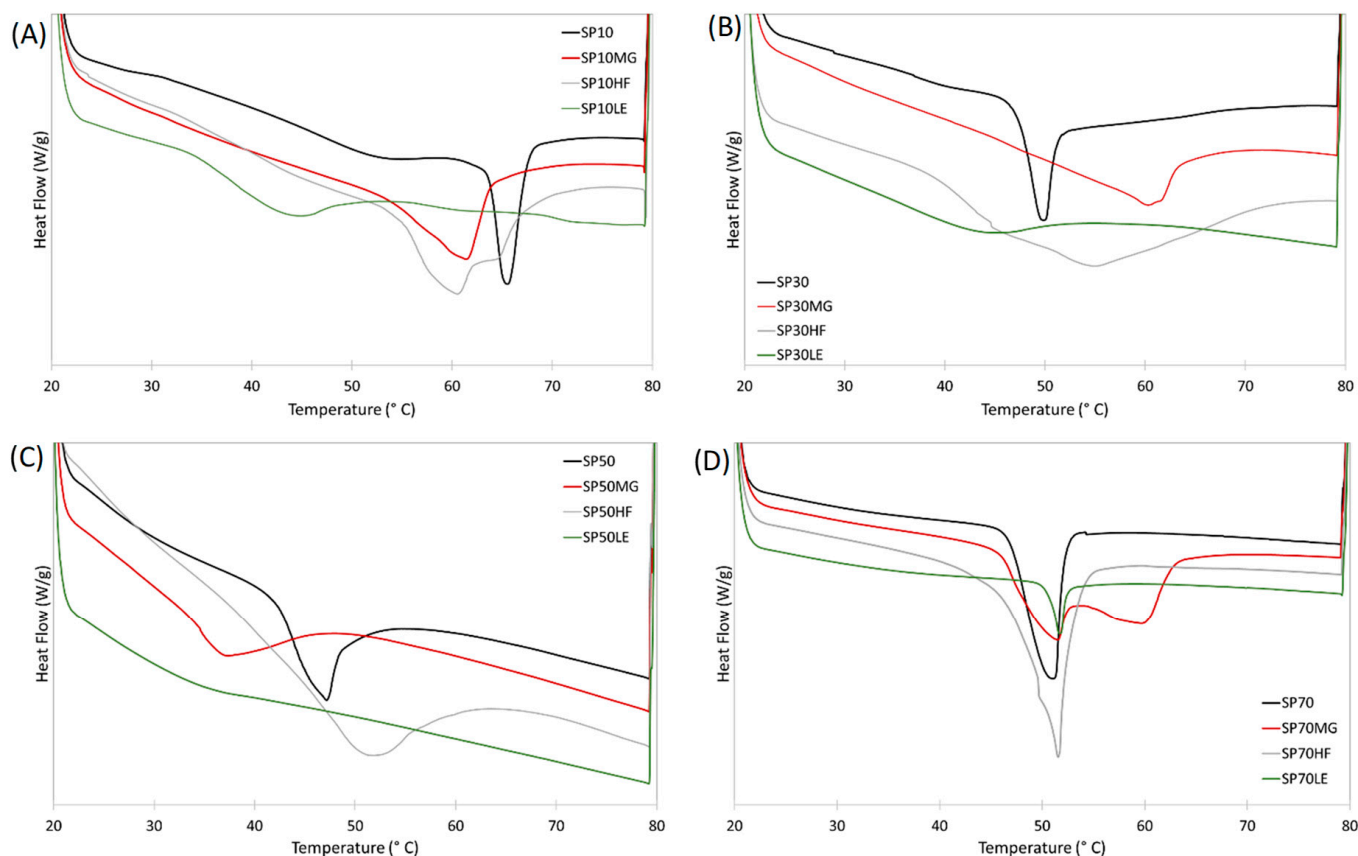 (A)
SP10
SP10MG
SP10HF
SP10LE
Heat Flow (W/g)
20 30 40 50 60 70 80
Temperature (° C)
(B)
SP30
SP30MG
SP30HF
SP30LE
Heat Flow (W/g)
20 30 40 50 60 70 80
Temperature (° C)
(C)
SP50
SP50MG
SP50HF
SP50LE
Heat Flow (W/g)
20 30 40 50 60 70 80
Temperature (° C)
(D)
SP70
SP70MG
SP70HF
SP70LE
Heat Flow (W/g)
20 30 40 50 60 70 80
Temperature (° C)